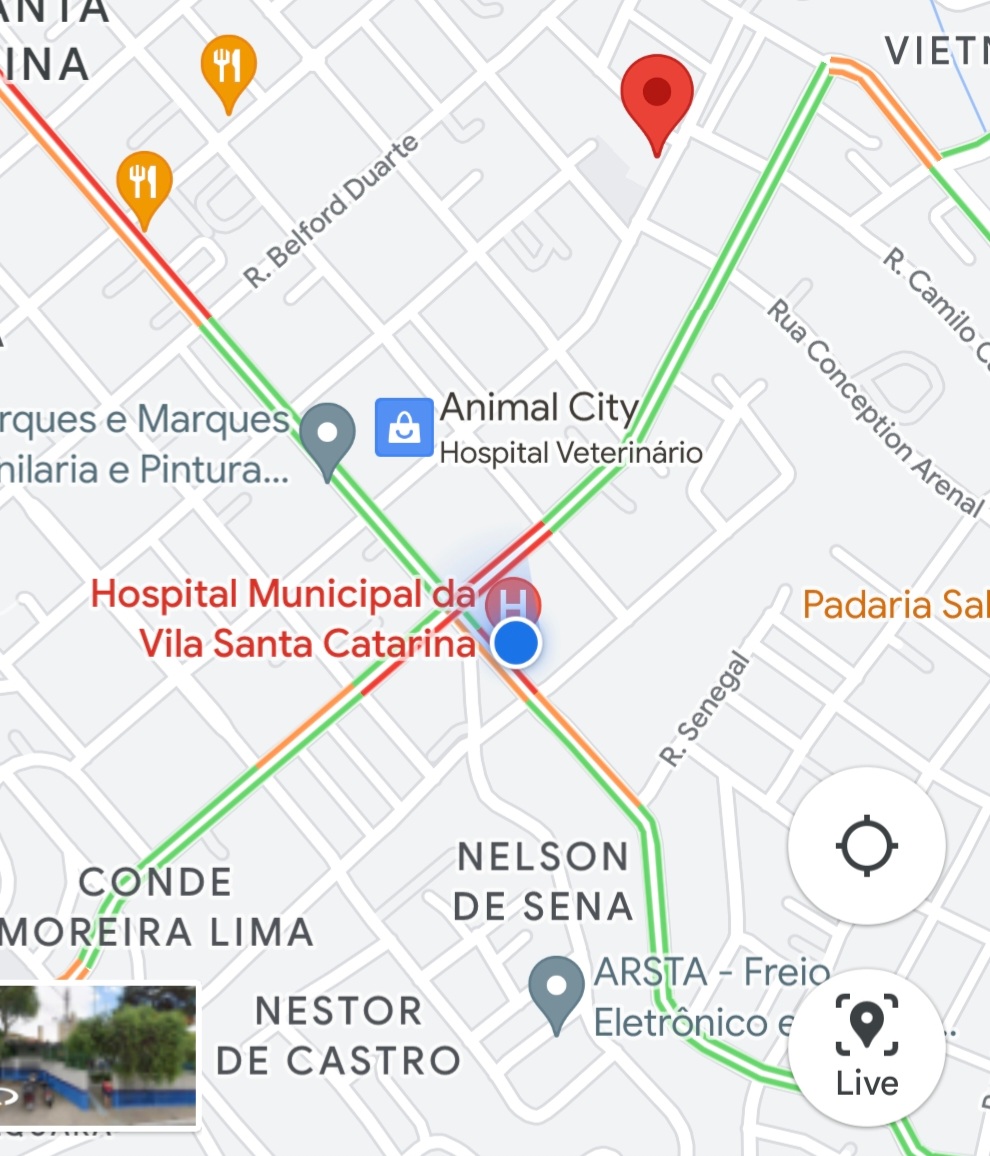 ANTA
INA
VIETN
R. Belford Duarte
R. Camilo C
Rua Conception Arenal
rques e Marques
nilaria e Pintura...
Animal City
Hospital Veterinário
Hospital Municipal da
Vila Santa Catarina
H
Padaria Sal
R. Senegal
CONDE
MOREIRA LIMA
NELSON
DE SENA
NESTOR
DE CASTRO
ARSTA - Freio
Eletrônico e
Live